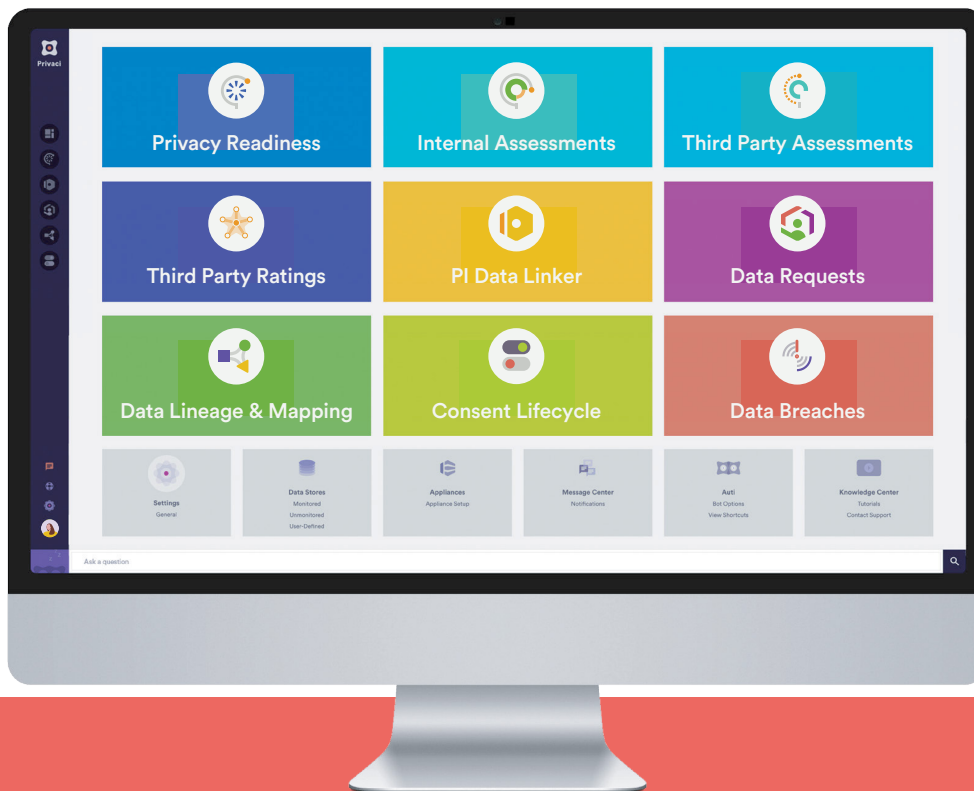 Privaci
Privacy Readiness
Internal Assessments
Third Party Assessments
Third Party Ratings
PI Data Linker
Data Requests
Data Lineage & Mapping
Consent Lifecycle
Data Breaches
Settings
General
Data Stores
Monitored
Unmonitored
User-Defined
Appliances
Appliance Setup
Message Center
Notifications
Auti
Bot Options
View Shortcuts
Knowledge Center
Tutorials
Contact Support
Ask a question